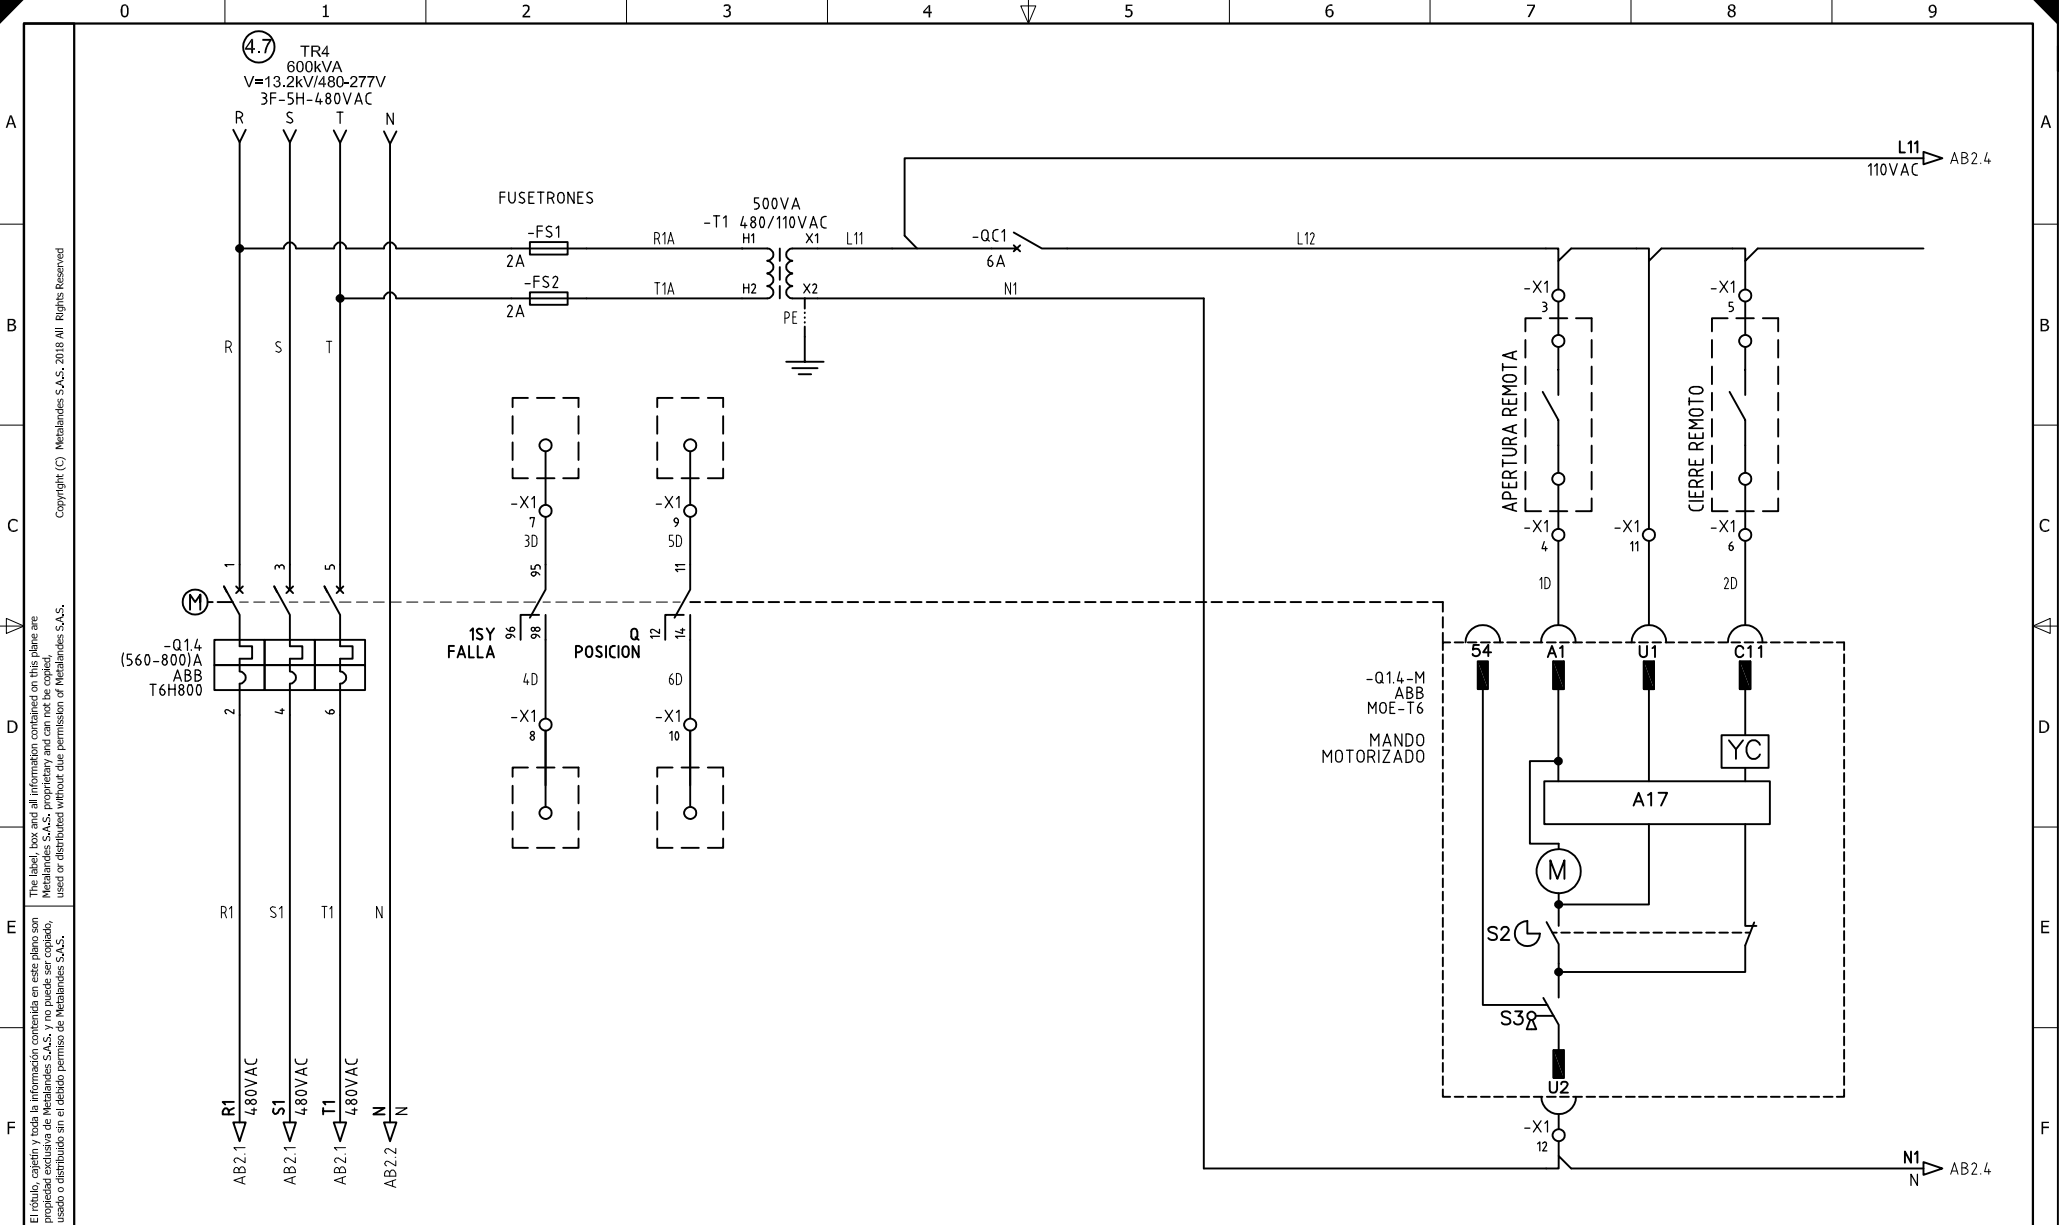 0 1 2 3 4 5 6 7 8 9
4.7
TR4
600kVA
V=13.2kV/480-277V
3F-5H-480VAC
R S T N
A
A
L11
110VAC
AB2.4
FUSETRONES
500VA
-T1 480/110VAC
-FS1
2A
R1A
H1
X1
L11
-QC1
6A
L12
-FS2
2A
T1A
H2
X2
N1
PE
B
B
R S T
-X1
3
-X1
5
APERTURA REMOTA
CIERRE REMOTO
C
C
-X1
7
3D
95
-X1
9
5D
11
-X1
4
1D
-X1
11
-X1
6
2D
1 3 5
M
-Q1.4
(560-800)A
ABB
T6H800
2 4 6
1SY
FALLA
96 98
Q
POSICION
12 14
4D
6D
-X1
8
-X1
10
54 A1 U1 C11
-Q1.4-M
ABB
MOE-T6
MANDO
MOTORIZADO
D
D
YC
A17
M
E
E
R1 S1 T1 N
S2
S3
U2
F
F
R1
480VAC
S1
480VAC
T1
480VAC
N
N
AB2.1
AB2.1
AB2.1
AB2.2
-X1
12
N1
N
AB2.4
Copyright (C) Metalandes S.A.S. 2018 All Rights Reserved
The label, box and all information contained on this plane are
Metalandes S.A.S. proprietary and can not be copied,
used or distributed without due permission of Metalandes S.A.S.
El rótulo, cajetín y toda la información contenida en este plano son
propiedad exclusiva de Metalandes S.A.S. y no puede ser copiado,
usado o distribuido sin el debido permiso de Metalandes S.A.S.